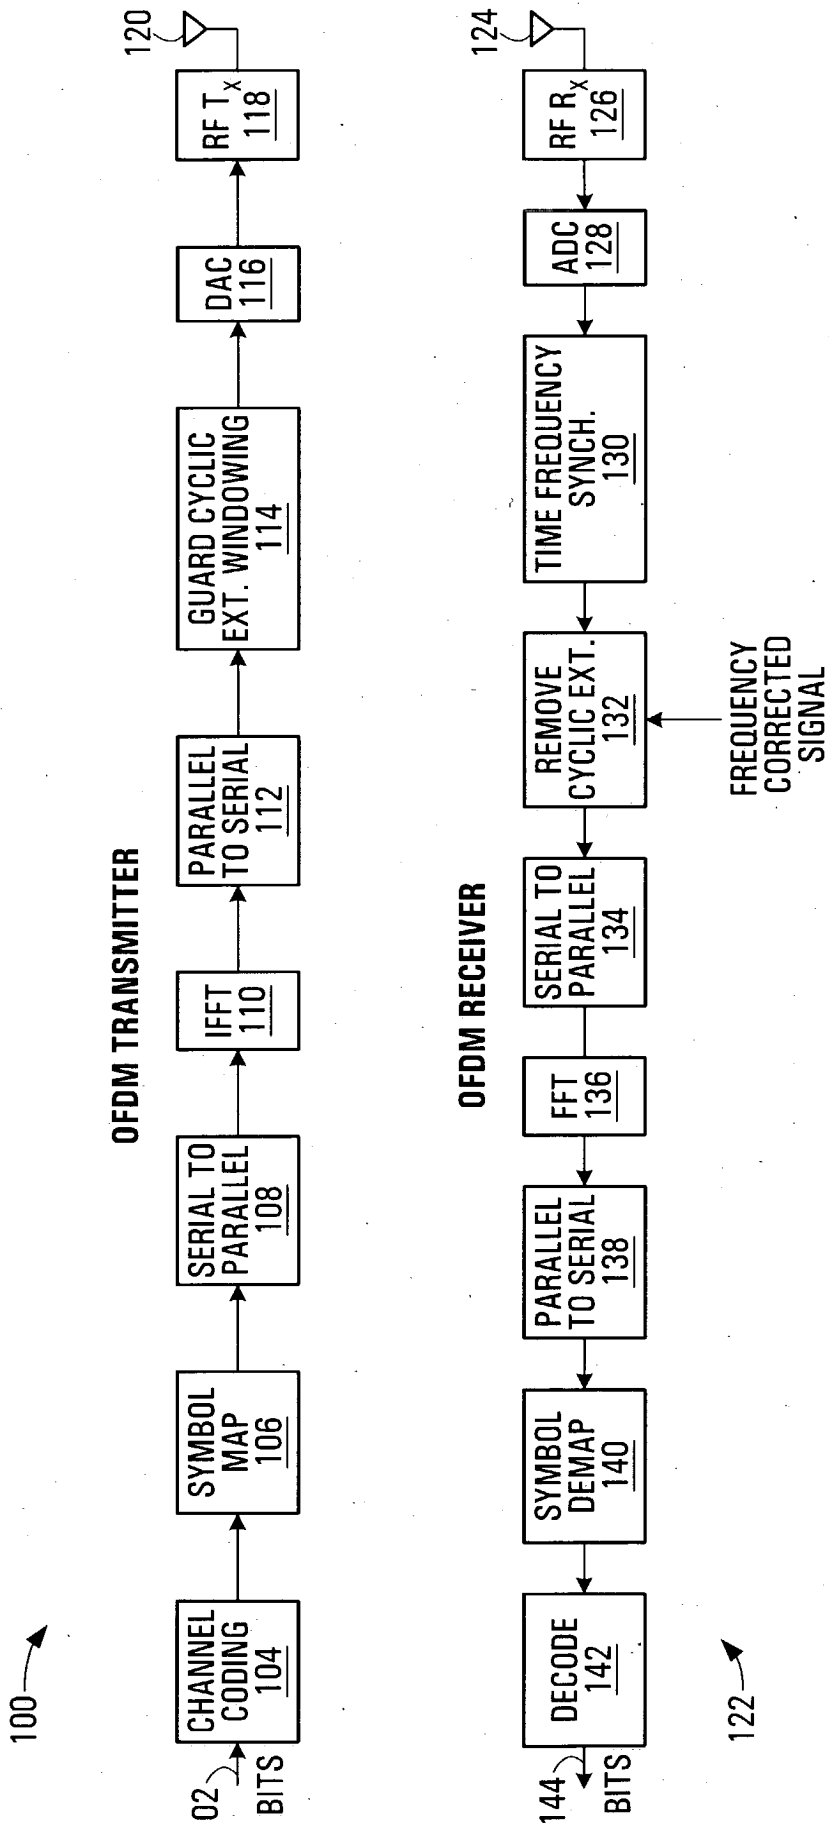 100
OFDM TRANSMITTER
02
BITS
CHANNEL
CODING
104
SYMBOL
MAP
106
SERIAL TO
PARALLEL
108
IFFT
110
PARALLEL
TO SERIAL
112
GUARD CYCLIC
EXT. WINDOWING
114
DAC
116
RF TX
118
120
OFDM RECEIVER
124
RF RX
126
ADC
128
TIME FREQUENCY
SYNCH.
130
REMOVE
CYCLIC EXT.
132
FREQUENCY
CORRECTED
SIGNAL
SERIAL TO
PARALLEL
134
FFT
136
PARALLEL
TO SERIAL
138
SYMBOL
DEMAP
140
DECODE
142
144
BITS
122